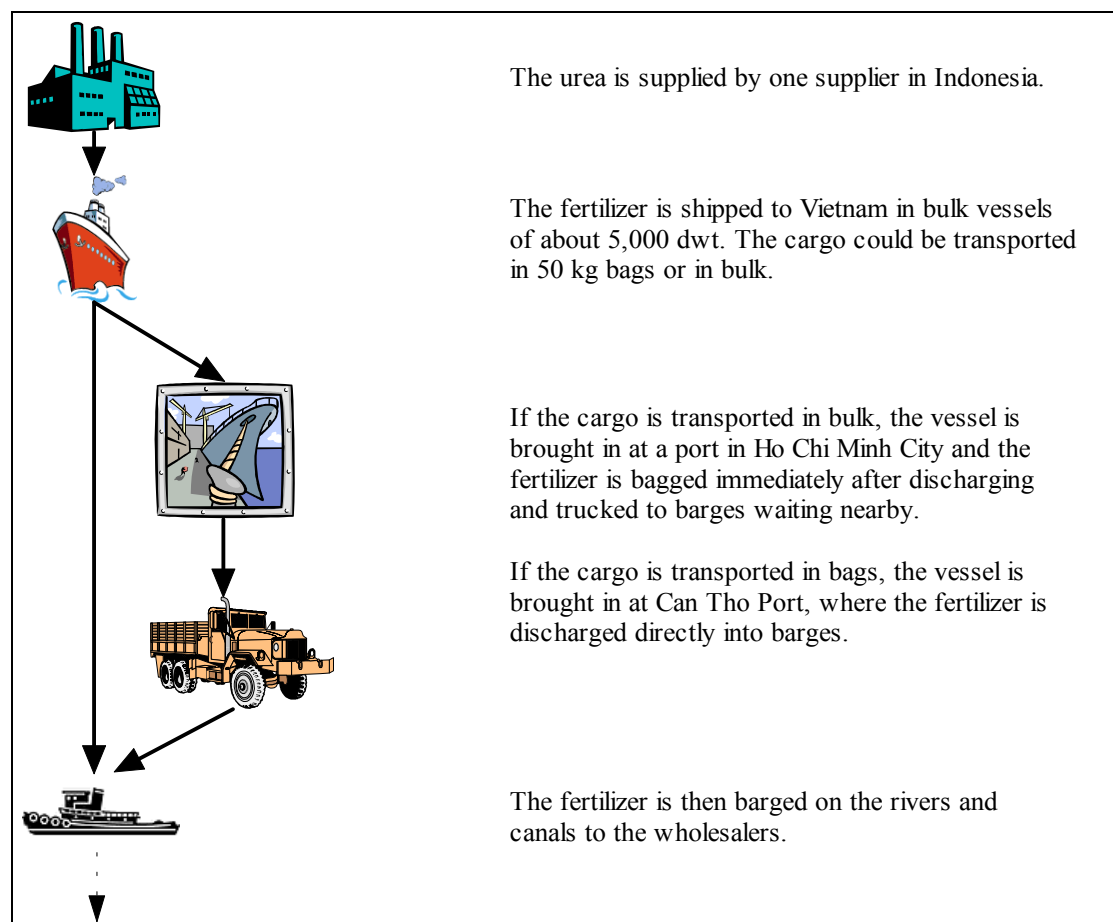 The urea is supplied by one supplier in Indonesia.
The fertilizer is shipped to Vietnam in bulk vessels
of about 5,000 dwt. The cargo could be transported
in 50 kg bags or in bulk.
If the cargo is transported in bulk, the vessel is
brought in at a port in Ho Chi Minh City and the
fertilizer is bagged immediately after discharging
and trucked to barges waiting nearby.
If the cargo is transported in bags, the vessel is
brought in at Can Tho Port, where the fertilizer is
discharged directly into barges.
The fertilizer is then barged on the rivers and
canals to the wholesalers.